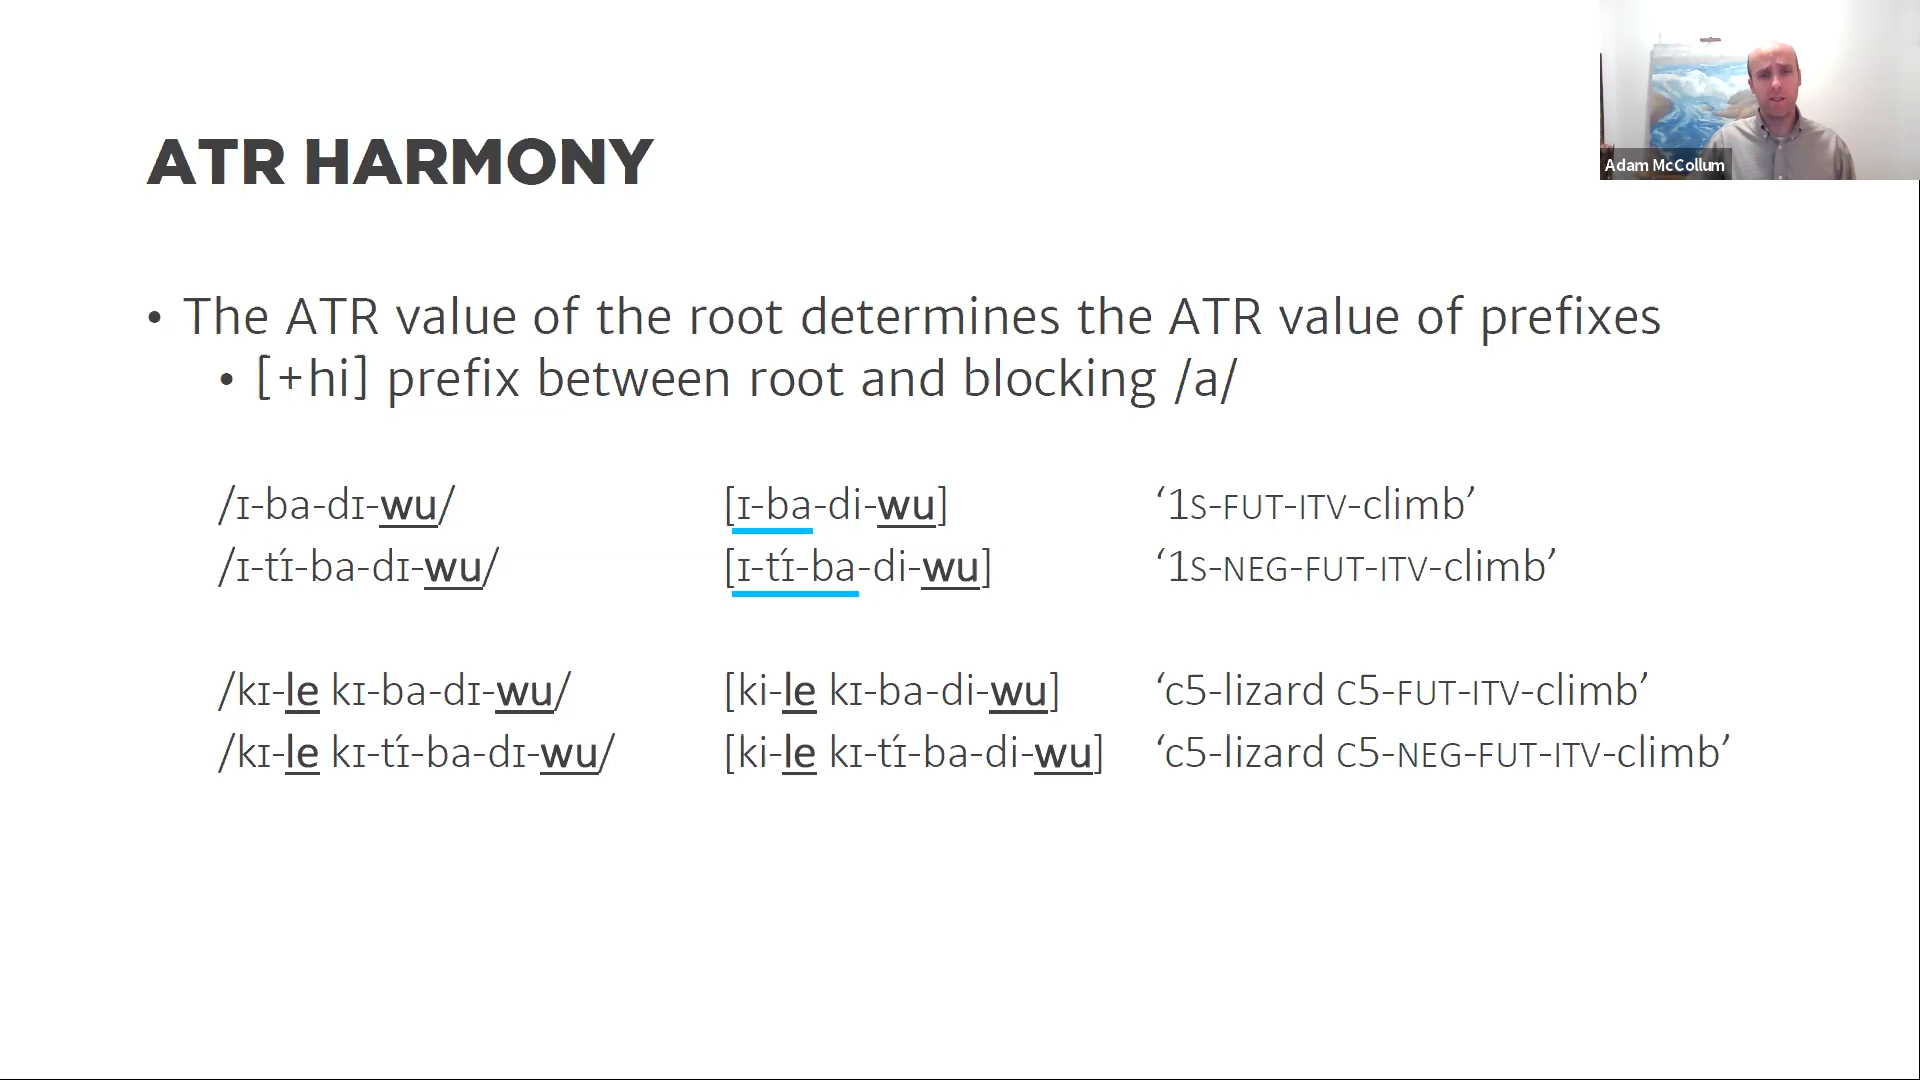 Adam McCollum
ATR HARMONY
• The ATR value of the root determines the ATR value of prefixes
• [+hi] prefix between root and blocking /a/
/ɪ-ba-dɪ-wu/ [ɪ-ba-di-wu] ‘1S-FUT-ITV-climb’
/ɪ-tɪ́-ba-dɪ-wu/ [ɪ-tɪ́-ba-di-wu] ‘1S-NEG-FUT-ITV-climb’
/kɪ-le kɪ-ba-dɪ-wu/ [ki-le kɪ-ba-di-wu] ‘c5-lizard C5-FUT-ITV-climb’
/kɪ-le kɪ-tɪ́-ba-dɪ-wu/ [ki-le kɪ-tɪ́-ba-di-wu] ‘c5-lizard C5-NEG-FUT-ITV-climb’